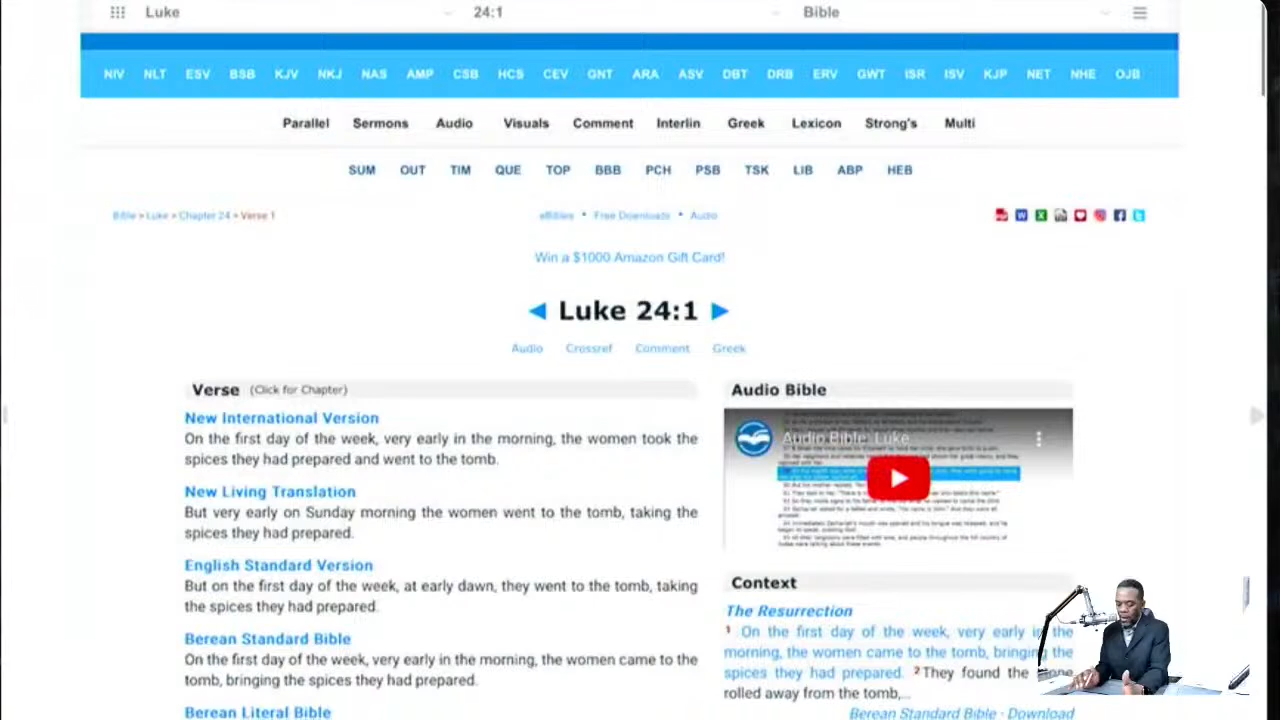 Luke 24:1 Bible
NIV NLT ESV BSB KJV NKJ NAS AMP CSB HCS CEV GNT ARA ASV DBT DRB ERV GWT ISR ISV KJP NET NHE OJB
Parallel Sermons Audio Visuals Comment Interlin Greek Lexicon Strong's Multi
SUM OUT TIM QUE TOP BBB PCH PSB TSK LIB ABP HEB
Bible > Luke > Chapter 24 > Verse 1
eBibles • Free Downloads • Audio
Win a $1000 Amazon Gift Card!
◄ Luke 24:1 ►
Audio Crossref Comment Greek
Verse (Click for Chapter)
New International Version
On the first day of the week, very early in the morning, the women took the
spices they had prepared and went to the tomb.
New Living Translation
But very early on Sunday morning the women went to the tomb, taking the
spices they had prepared.
English Standard Version
But on the first day of the week, at early dawn, they went to the tomb, taking
the spices they had prepared.
Berean Standard Bible
On the first day of the week, very early in the morning, the women came to the
tomb, bringing the spices they had prepared.
Berean Literal Bible
Audio Bible
Audio Bible: Luke
Context
The Resurrection
1 On the first day of the week, very early in the
morning, the women came to the tomb, bringing the
spices they had prepared. 2 They found the stone
rolled away from the tomb,...
Berean Standard Bible · Download